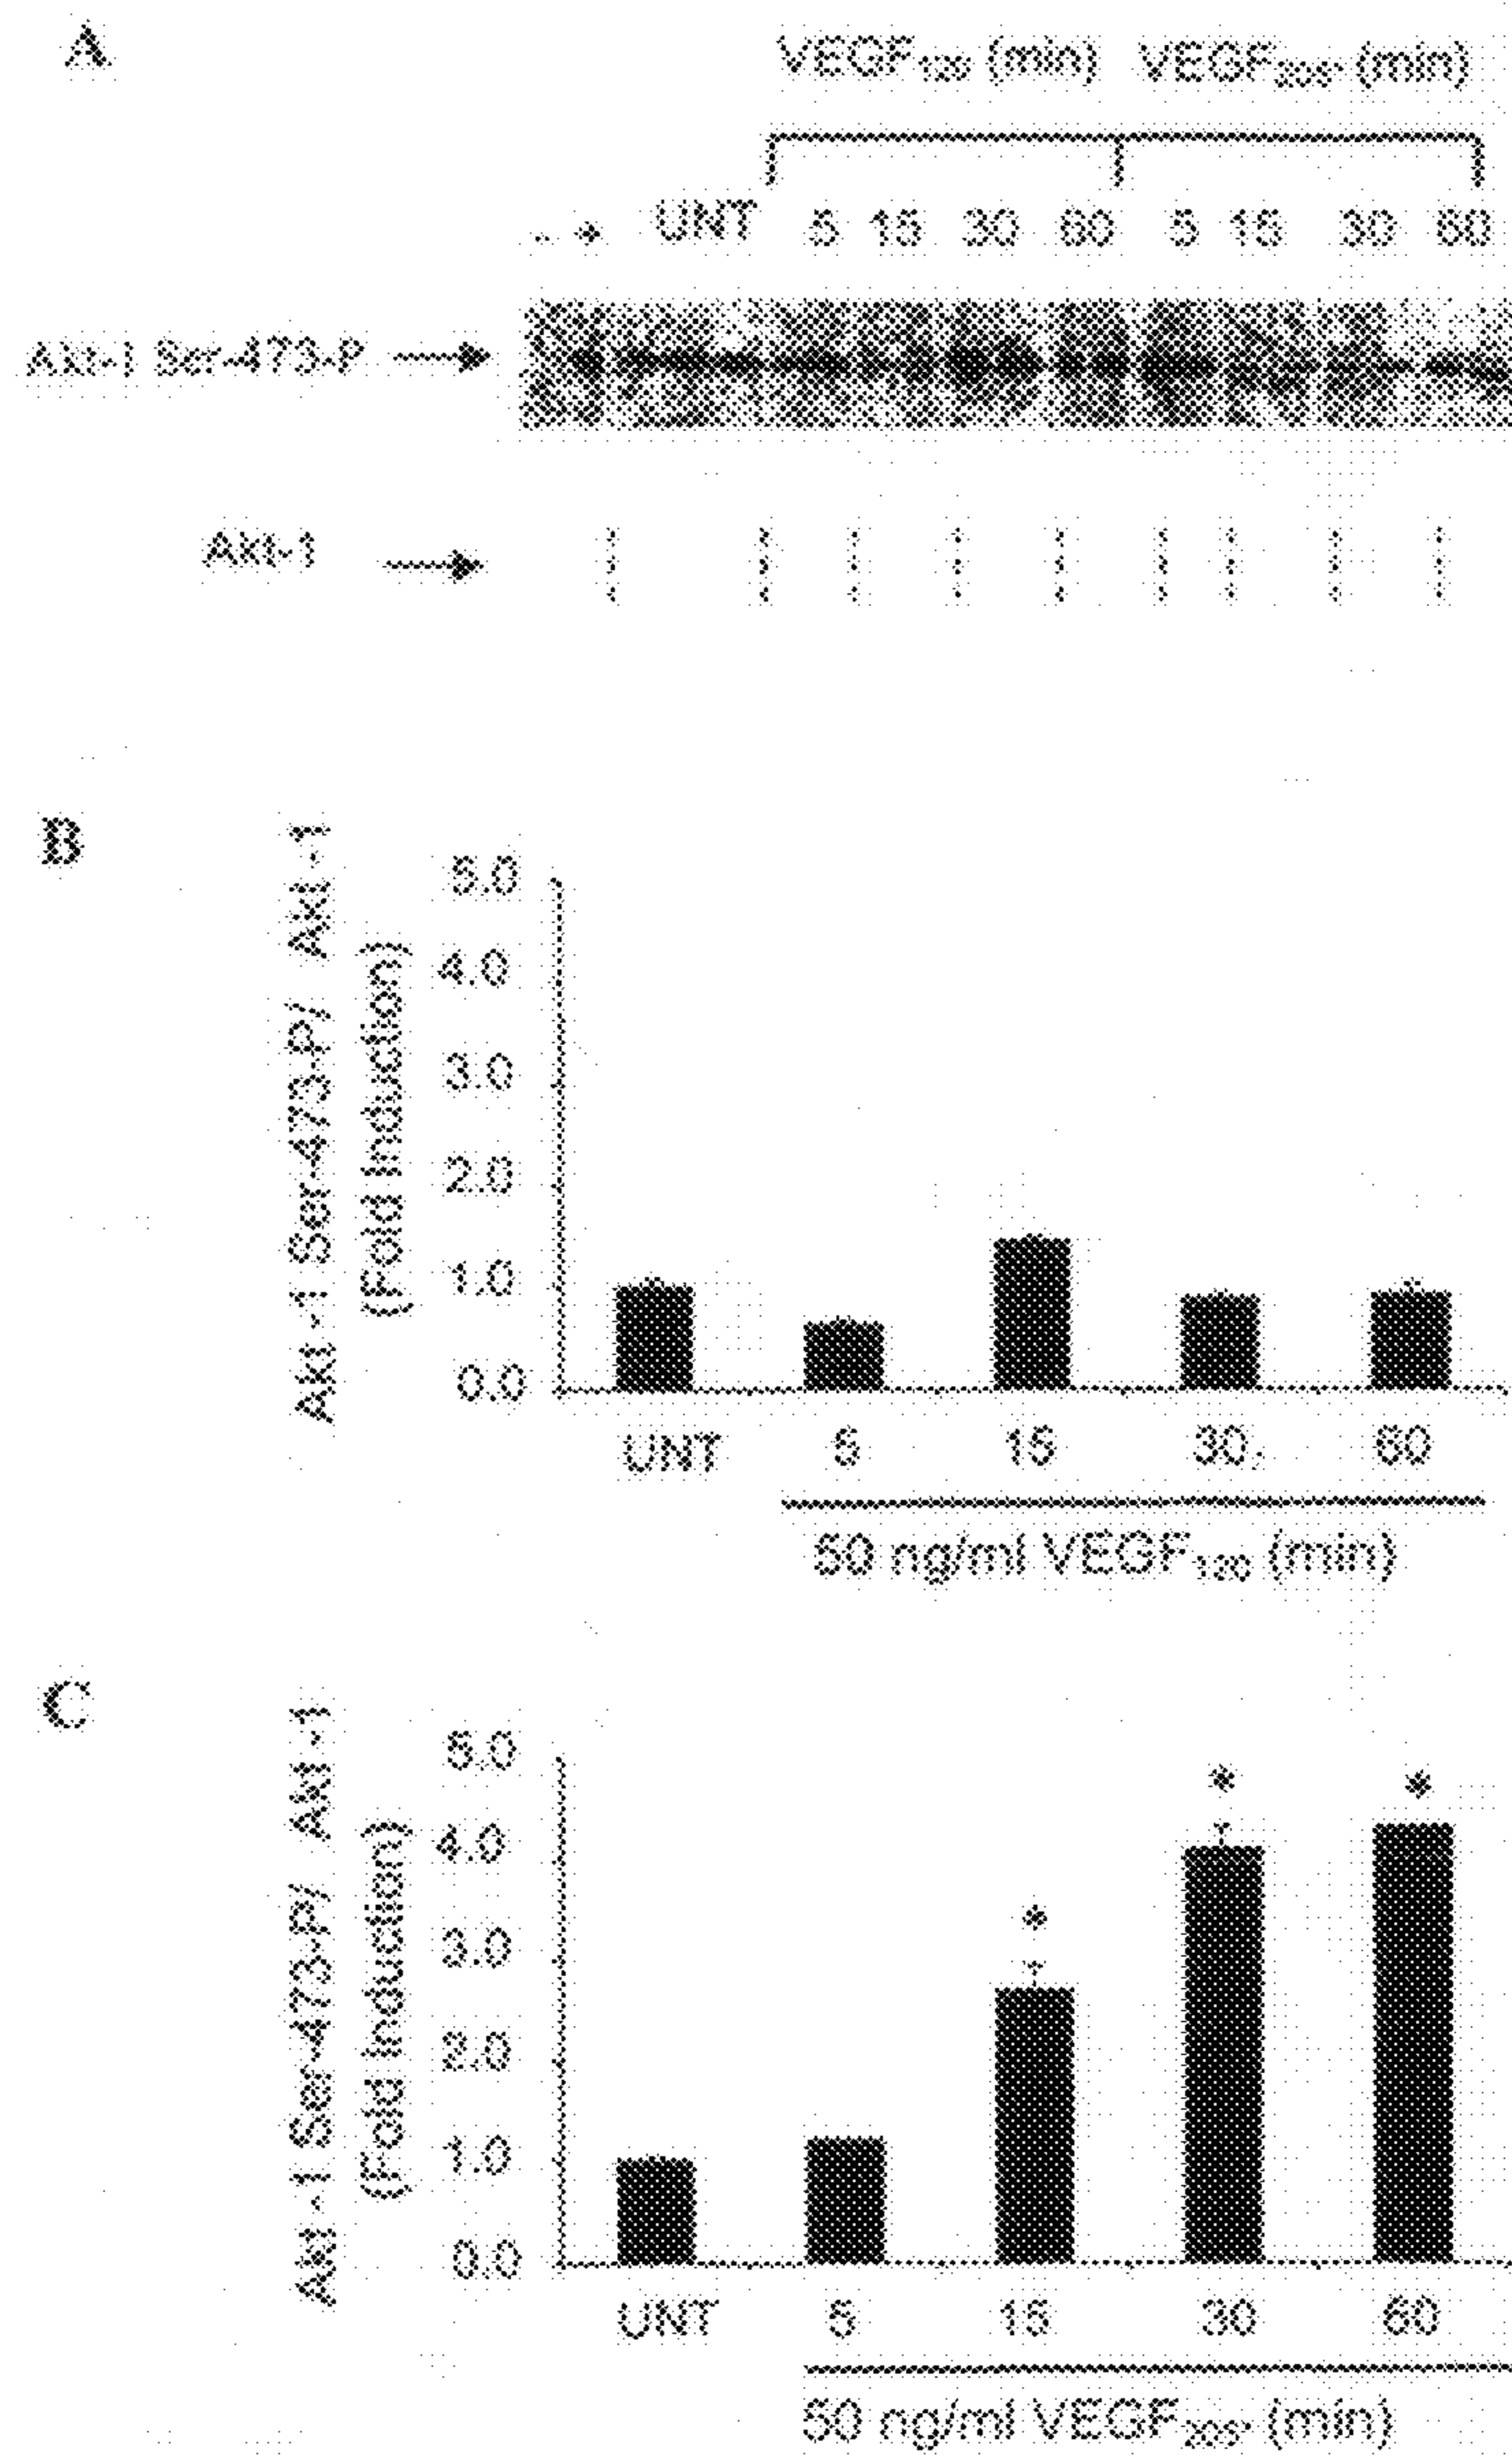 A
VEGF120 (min) VEGF205* (min)
- + UNT 5 15 30 60 5 15 30 60
Akt-1 Ser-473-P
Akt-1
B
Akt -1 Ser-473-P/ Akt -1
(Fold Induction)
5.0
4.0
3.0
2.0
1.0
0.0
UNT 5 15 30 60
50 ng/ml VEGF120 (min)
C
Akt -1 Ser-473-P/ Akt -1
(Fold Induction)
5.0
4.0
3.0
2.0
1.0
0.0
* * *
UNT 5 15 30 60
50 ng/ml VEGF205* (min)